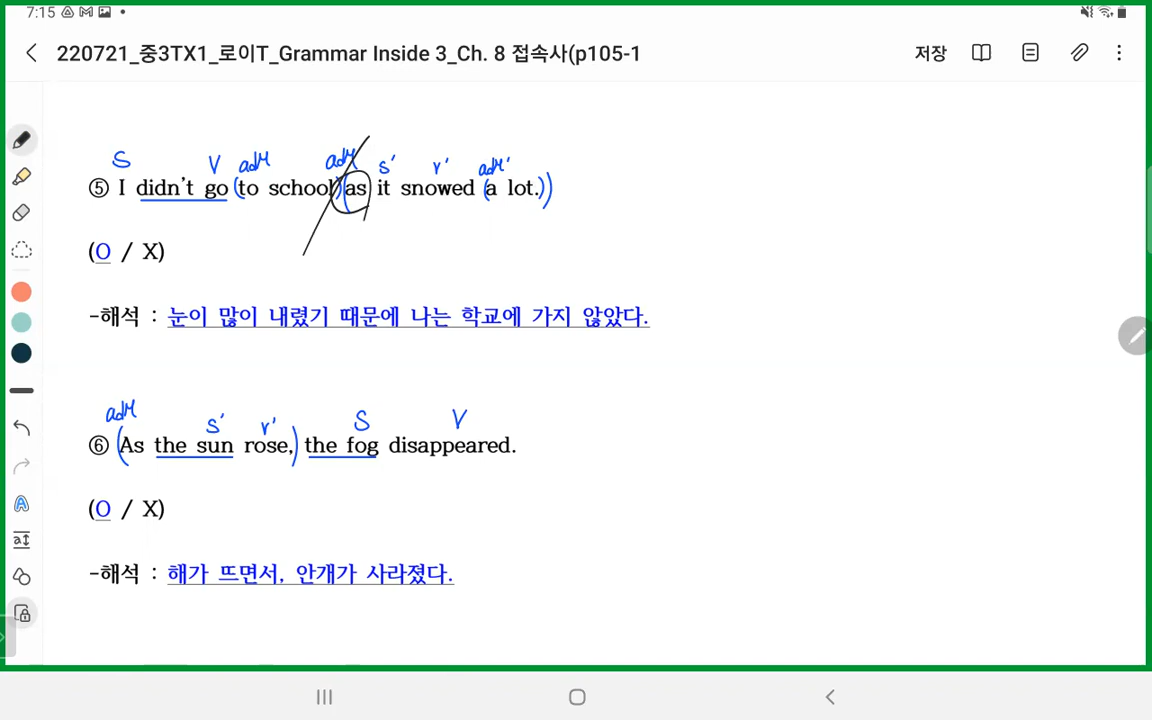 7:15
220721_중3TX1_로이T_Grammar Inside 3_Ch. 8 접속사(p105-1
저장
S V adM adM s' v' adM'
⑤ I didn't go (to school)(as it snowed (a lot.))
(O / X)
-해석 : 눈이 많이 내렸기 때문에 나는 학교에 가지 않았다.
adM s' v' S V
⑥ (As the sun rose,) the fog disappeared.
(O / X)
-해석 : 해가 뜨면서, 안개가 사라졌다.